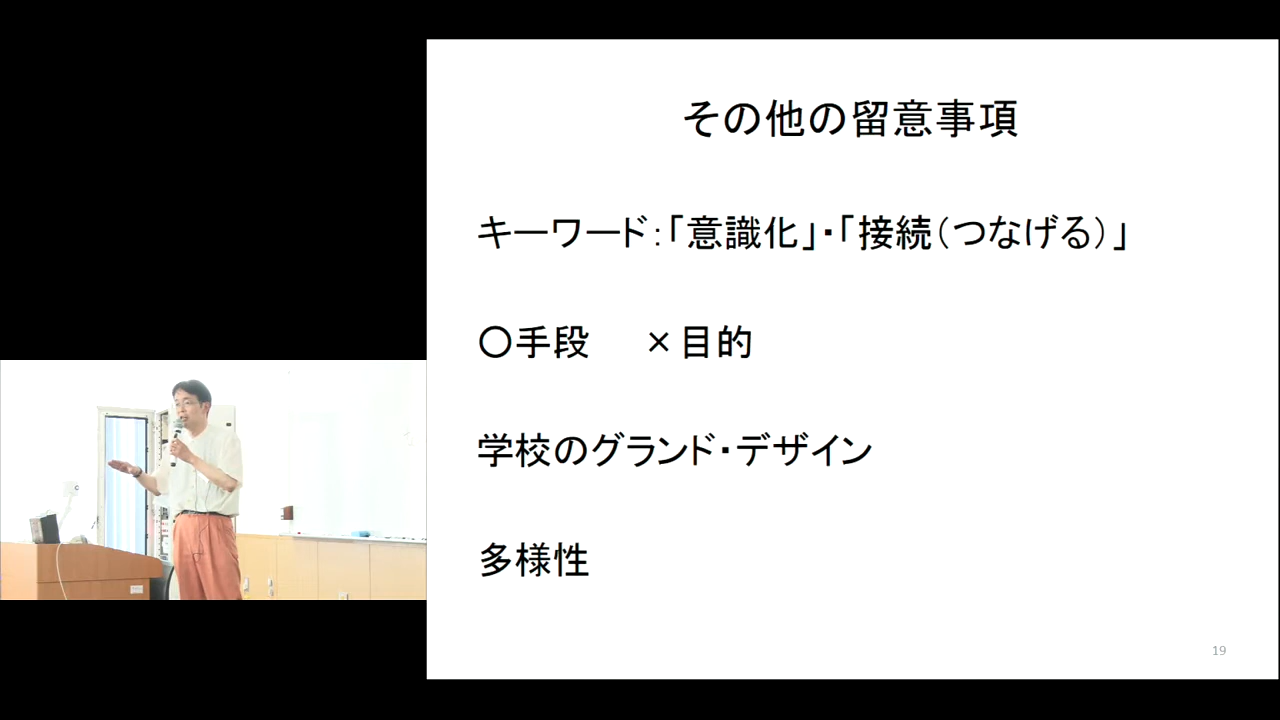 その他の留意事項
キーワード：「意識化」・「接続（つなげる）」
〇手段　×目的
学校のグランド・デザイン
多様性
19